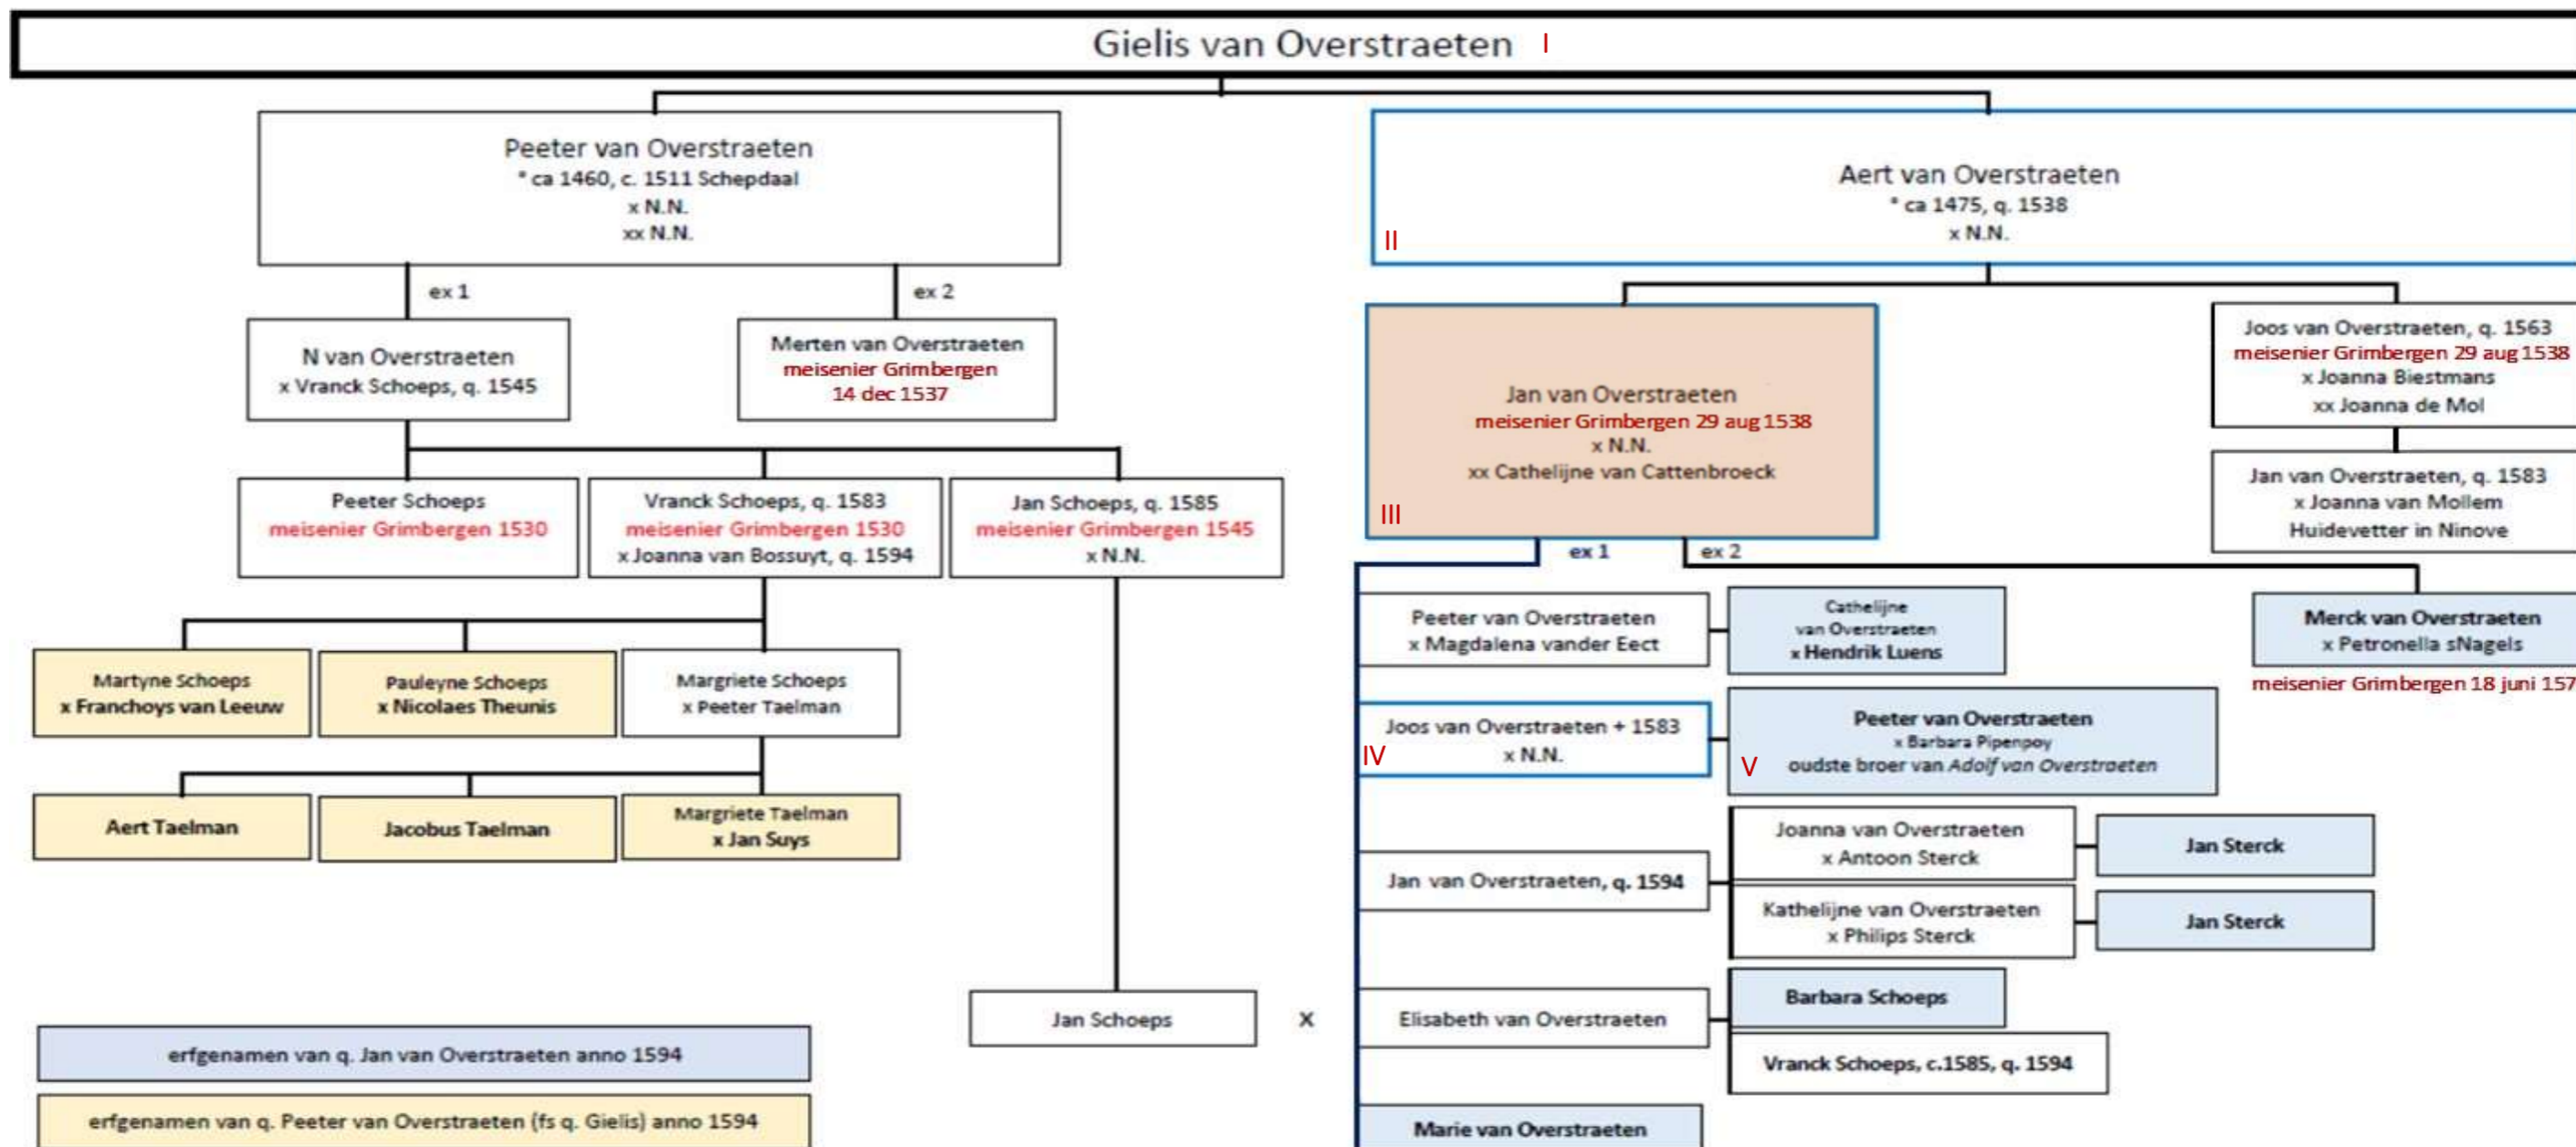 Gielis van Overstraeten I
Peeter van Overstraeten
° ca 1460, c. 1511 Schepdaal
x N.N.
xx N.N.
Aert van Overstraeten
° ca 1475, q. 1538
x N.N.
II
ex 1
ex 2
N van Overstraeten
x Vranck Schoeps, q. 1545
Merten van Overstraeten
meisenier Grimbergen
14 dec 1537
Jan van Overstraeten
meisenier Grimbergen 29 aug 1538
x N.N.
xx Cathelijne van Cattenbroeck
III
Joos van Overstraeten, q. 1563
meisenier Grimbergen 29 aug 1538
x Joanna Biestmans
xx Joanna de Mol
Jan van Overstraeten, q. 1583
x Joanna van Mollem
Huidevetter in Ninove
Peeter Schoeps
meisenier Grimbergen 1530
Vranck Schoeps, q. 1583
meisenier Grimbergen 1530
x Joanna van Bossuyt, q. 1594
Jan Schoeps, q. 1585
meisenier Grimbergen 1545
x N.N.
ex 1
ex 2
Peeter van Overstraeten
x Magdalena vander Eect
Cathelijne
van Overstraeten
x Hendrik Luens
Merck van Overstraeten
x Petronella sNagels
meisenier Grimbergen 18 juni 157
Martyne Schoeps
x Franchoys van Leeuw
Pauleyne Schoeps
x Nicolaes Theunis
Margriete Schoeps
x Peeter Taelman
Joos van Overstraeten + 1583
x N.N.
IV
Peeter van Overstraeten
x Barbara Pipenpoy
oudste broer van Adolf van Overstraeten
V
Aert Taelman
Jacobus Taelman
Margriete Taelman
x Jan Suys
Jan van Overstraeten, q. 1594
Joanna van Overstraeten
x Antoon Sterck
Jan Sterck
Kathelijne van Overstraeten
x Philips Sterck
Jan Sterck
Jan Schoeps
x
Elisabeth van Overstraeten
Barbara Schoeps
Vranck Schoeps, c.1585, q. 1594
Marie van Overstraeten
erfgenamen van q. Jan van Overstraeten anno 1594
erfgenamen van q. Peeter van Overstraeten (fs q. Gielis) anno 1594